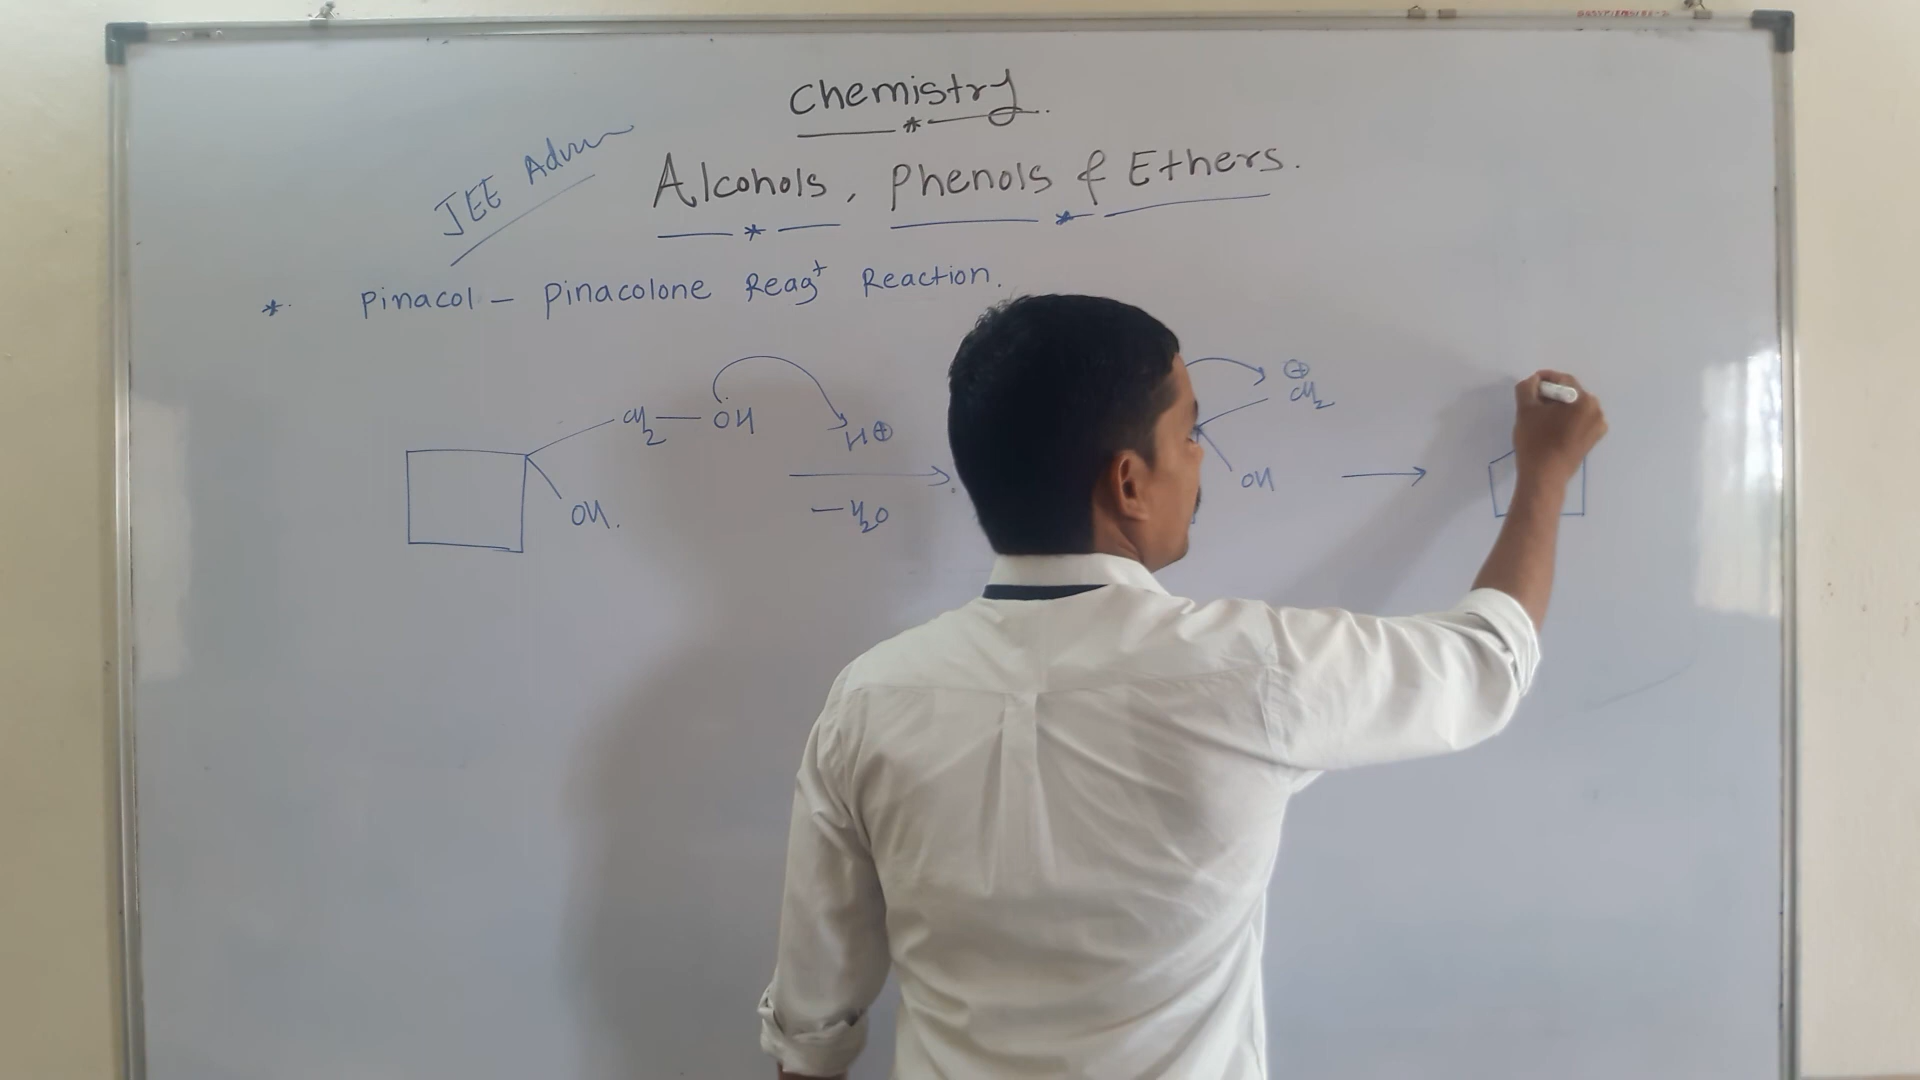 Chemistry.
JEE Adv
Alcohols, Phenols & Ethers.
* Pinacol - Pinacolone Reag^t Reaction.
CH2 — OH
OH.
H⊕
- H2O
⊕
CH2
OH